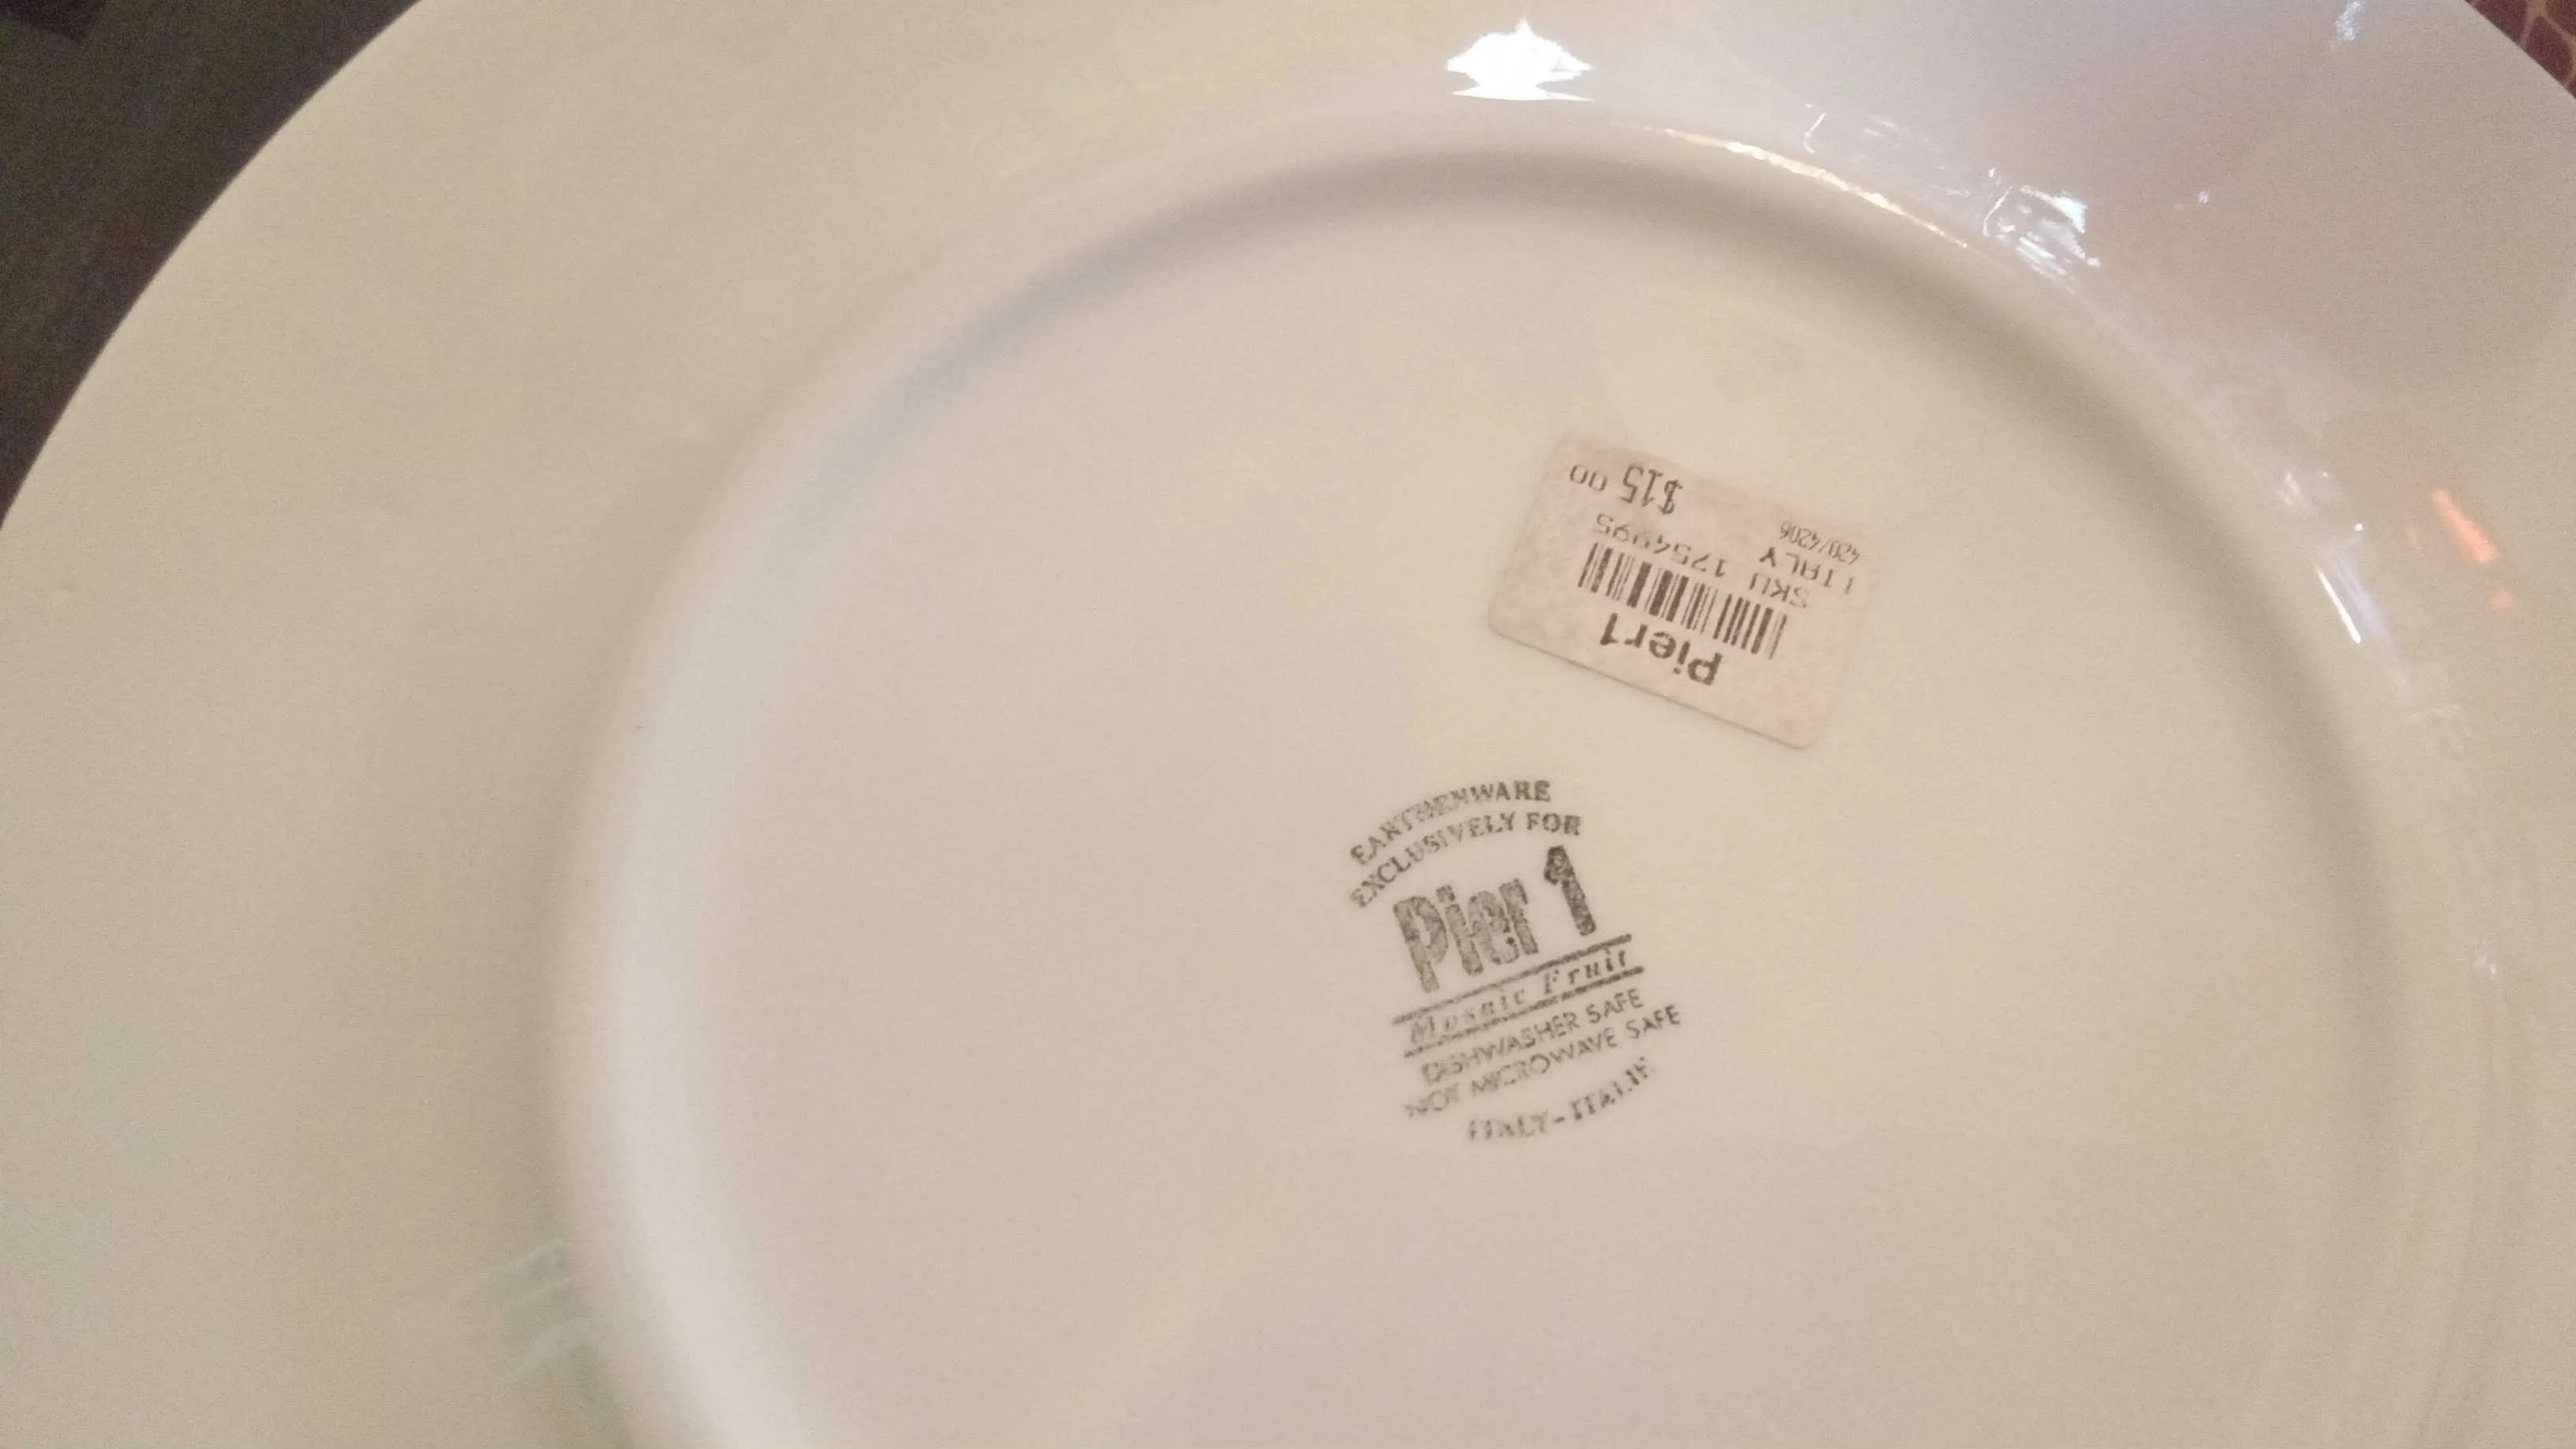 Pier1
SKU 1754995
ITALY
420/4206
$15 00
EARTHENWARE
EXCLUSIVELY FOR
Pier 1
Mosaic Fruit
DISHWASHER SAFE
NOT MICROWAVE SAFE
ITALY-ITALIE